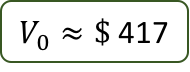 V₀ ≈ $ 417